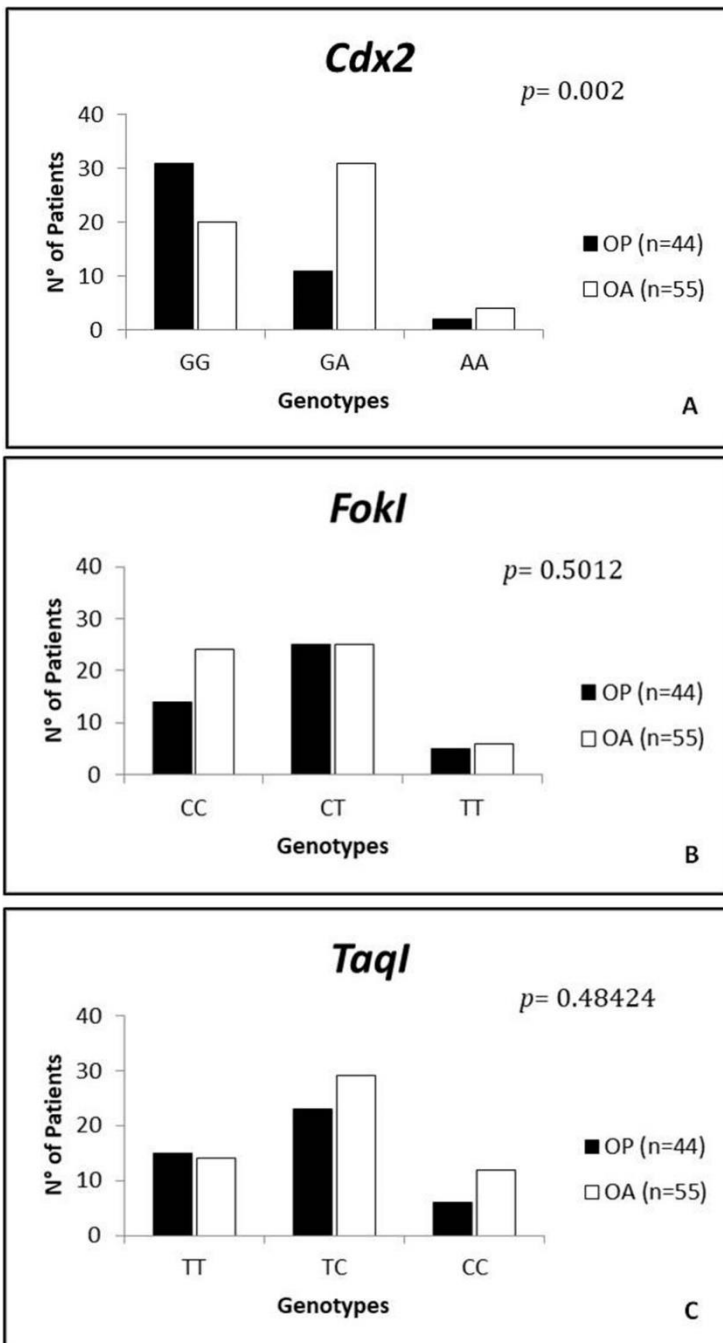 Cdx2
p= 0.002
N° of Patients
40
30
20
10
0
GG GA AA
Genotypes
OP (n=44)
OA (n=55)
A
FokI
p= 0.5012
N° of Patients
40
30
20
10
0
CC CT TT
Genotypes
OP (n=44)
OA (n=55)
B
TaqI
p= 0.48424
N° of Patients
40
30
20
10
0
TT TC CC
Genotypes
OP (n=44)
OA (n=55)
C